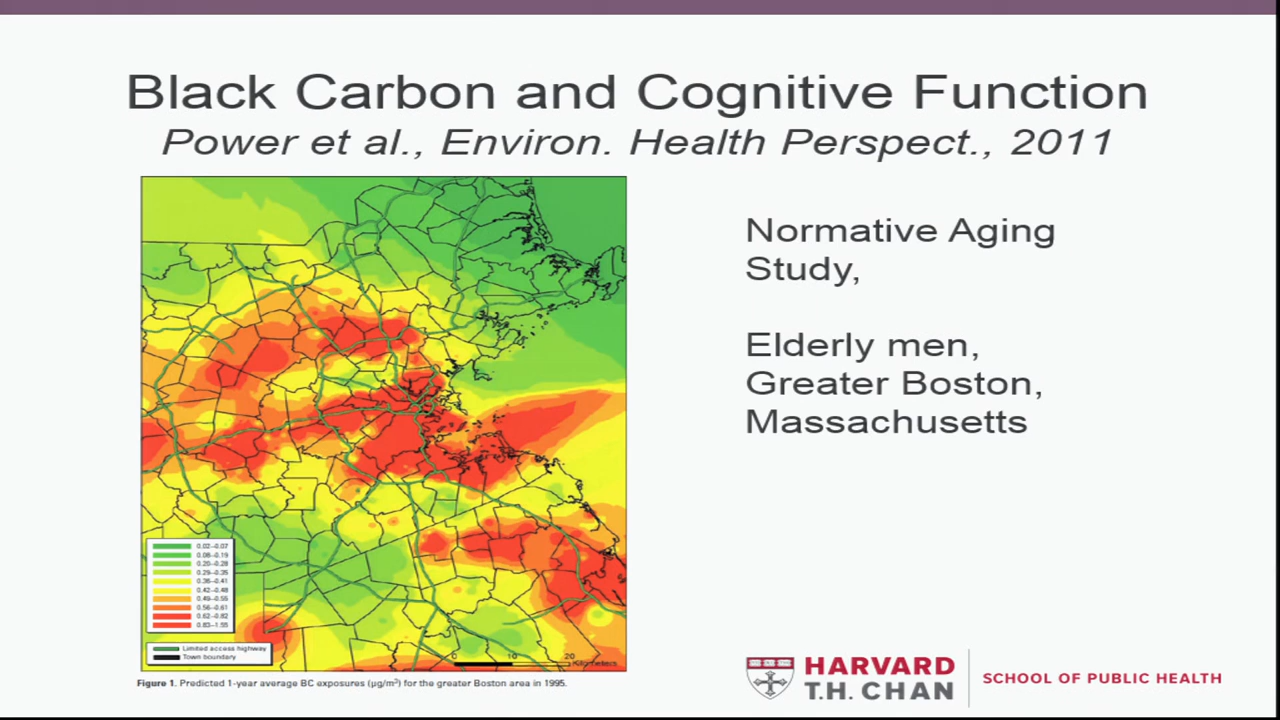 Black Carbon and Cognitive Function
Power et al., Environ. Health Perspect., 2011
Normative Aging
Study,
Elderly men,
Greater Boston,
Massachusetts
0.02–0.07
0.08–0.19
0.20–0.28
0.29–0.35
0.36–0.41
0.42–0.48
0.49–0.55
0.56–0.61
0.62–0.82
0.83–1.55
Limited access highway
Town boundary
0 10 20
Kilometers
Figure 1. Predicted 1-year average BC exposures (μg/m³) for the greater Boston area in 1995.
HARVARD
T.H. CHAN
SCHOOL OF PUBLIC HEALTH